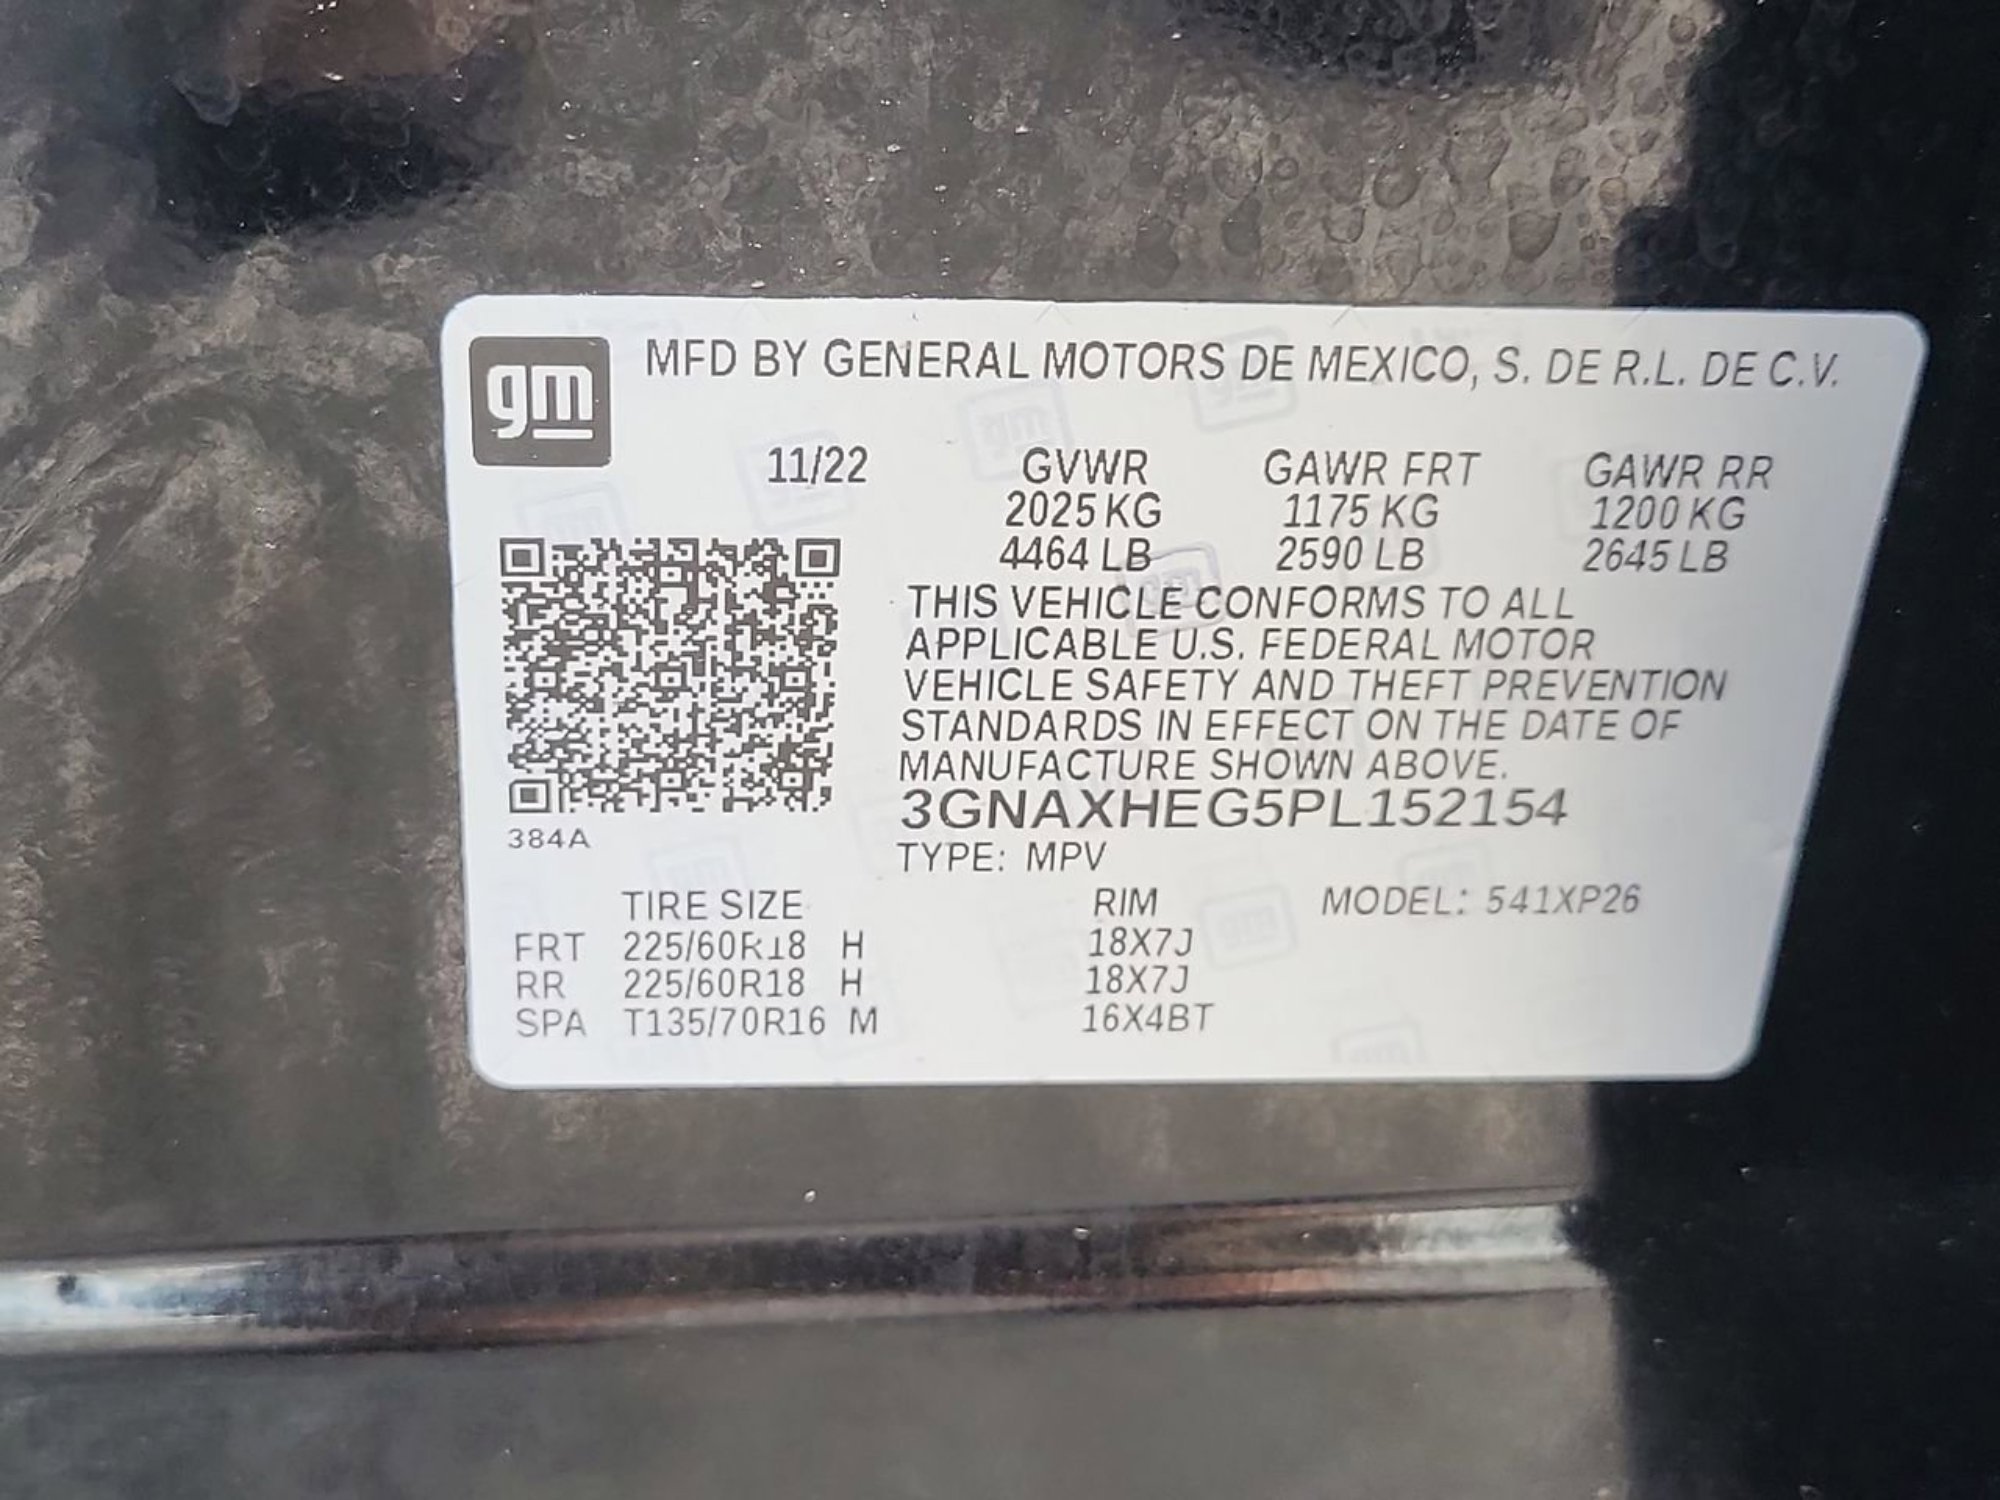 gm
MFD BY GENERAL MOTORS DE MEXICO, S. DE R.L. DE C.V.
11/22 GVWR GAWR FRT GAWR RR
2025 KG 1175 KG 1200 KG
4464 LB 2590 LB 2645 LB
THIS VEHICLE CONFORMS TO ALL
APPLICABLE U.S. FEDERAL MOTOR
VEHICLE SAFETY AND THEFT PREVENTION
STANDARDS IN EFFECT ON THE DATE OF
MANUFACTURE SHOWN ABOVE.
3GNAXHEG5PL152154
384A
TYPE: MPV
TIRE SIZE RIM MODEL: 541XP26
FRT 225/60R18 H 18X7J
RR 225/60R18 H 18X7J
SPA T135/70R16 M 16X4BT